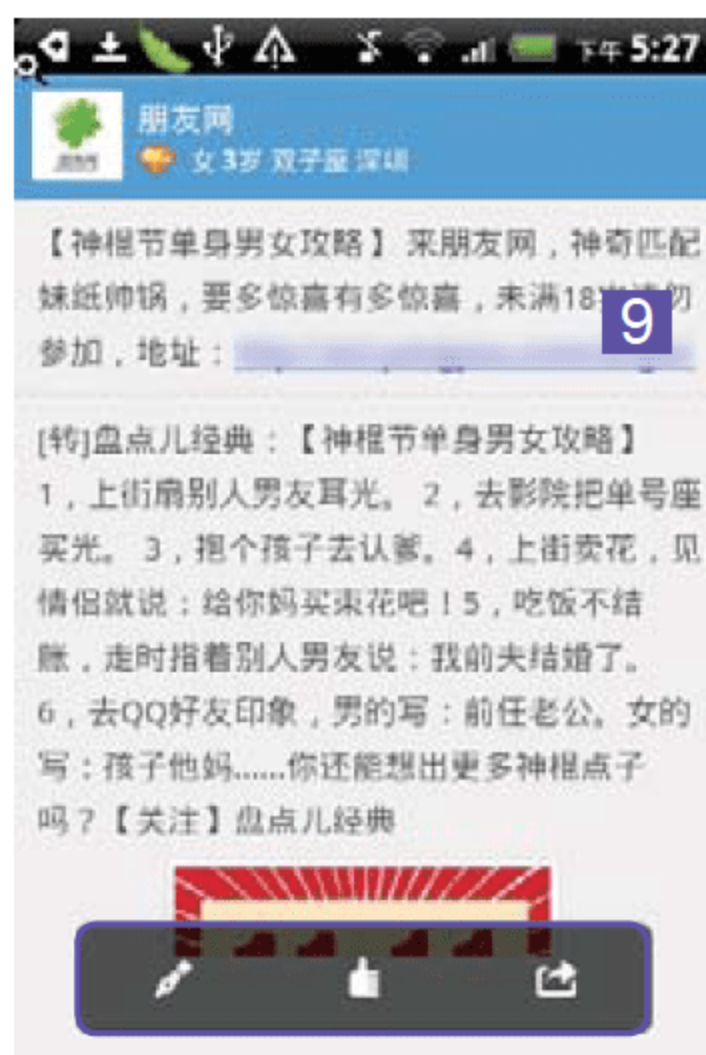 下午 5:27
朋友网
女 3岁 双子座 深圳
【神棍节单身男女攻略】 来朋友网，神奇匹配
妹纸帅锅，要多惊喜有多惊喜，未满18岁请勿
9
参加，地址：
[转]盘点儿经典：【神棍节单身男女攻略】
1，上街扇别人男友耳光。 2，去影院把单号座
买光。 3，抱个孩子去认爹。4，上街卖花，见
情侣就说：给你妈买束花吧！5，吃饭不结
账，走时指着别人男友说：我前夫结婚了。
6，去QQ好友印象，男的写：前任老公。女的
写：孩子他妈......你还能想出更多神棍点子
吗？【关注】盘点儿经典